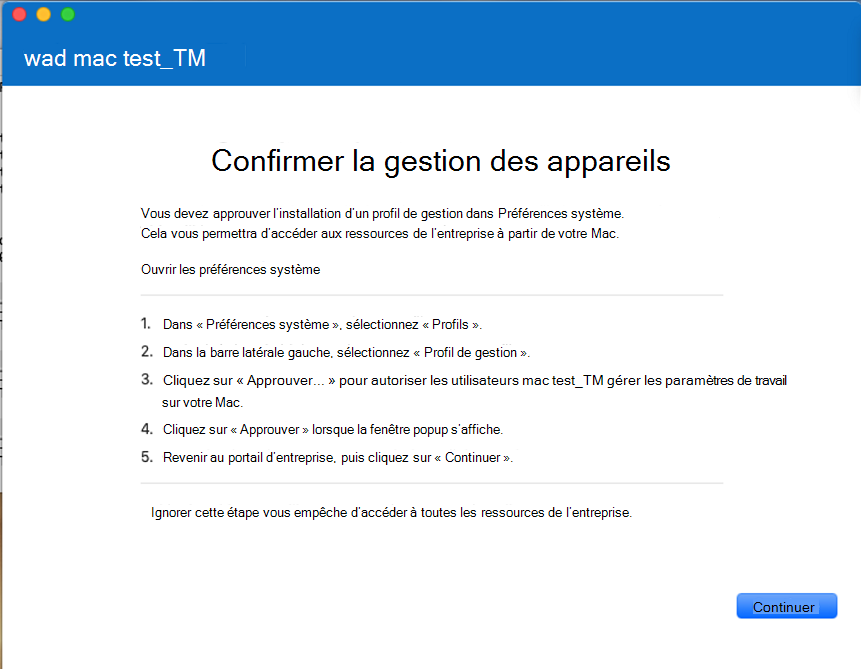 wad mac test_TM
Confirmer la gestion des appareils
Vous devez approuver l’installation d’un profil de gestion dans Préférences système.
Cela vous permettra d’accéder aux ressources de l’entreprise à partir de votre Mac.
Ouvrir les préférences système
1. Dans « Préférences système », sélectionnez « Profils ».
2. Dans la barre latérale gauche, sélectionnez « Profil de gestion ».
3. Cliquez sur « Approuver... » pour autoriser les utilisateurs mac test_TM gérer les paramètres de travail
sur votre Mac.
4. Cliquez sur « Approuver » lorsque la fenêtre popup s’affiche.
5. Revenir au portail d’entreprise, puis cliquez sur « Continuer ».
Ignorer cette étape vous empêche d’accéder à toutes les ressources de l’entreprise.
Continuer